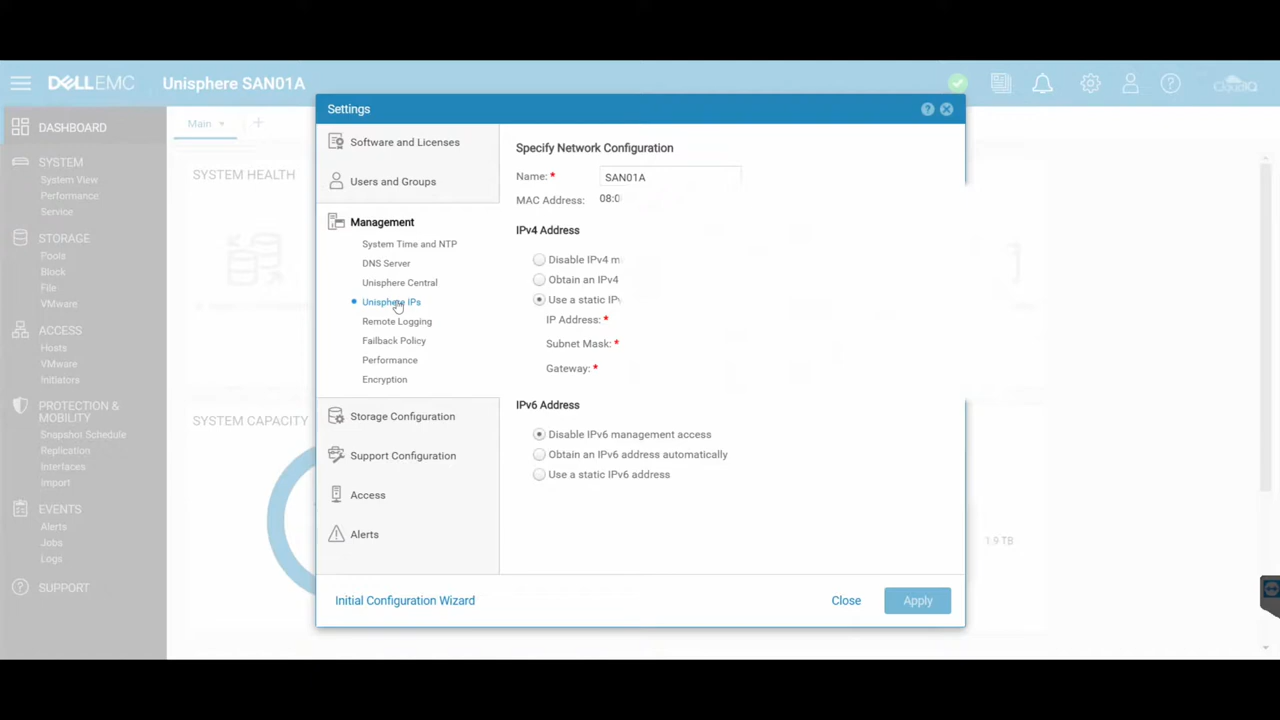 DELLEMC
Unisphere SAN01A
CloudIQ
DASHBOARD
SYSTEM
System View
Performance
Service
STORAGE
Pools
Block
File
VMware
ACCESS
Hosts
VMware
Initiators
PROTECTION &
MOBILITY
Snapshot Schedule
Replication
Interfaces
Import
EVENTS
Alerts
Jobs
Logs
SUPPORT
Main
SYSTEM HEALTH
SYSTEM CAPACITY
1.9 TB
Settings
Software and Licenses
Users and Groups
Management
System Time and NTP
DNS Server
Unisphere Central
Unisphere IPs
Remote Logging
Failback Policy
Performance
Encryption
Storage Configuration
Support Configuration
Access
Alerts
Specify Network Configuration
Name: * SAN01A
MAC Address: 08:0
IPv4 Address
Disable IPv4 m
Obtain an IPv4
Use a static IPv
IP Address: *
Subnet Mask: *
Gateway: *
IPv6 Address
Disable IPv6 management access
Obtain an IPv6 address automatically
Use a static IPv6 address
Initial Configuration Wizard
Close
Apply